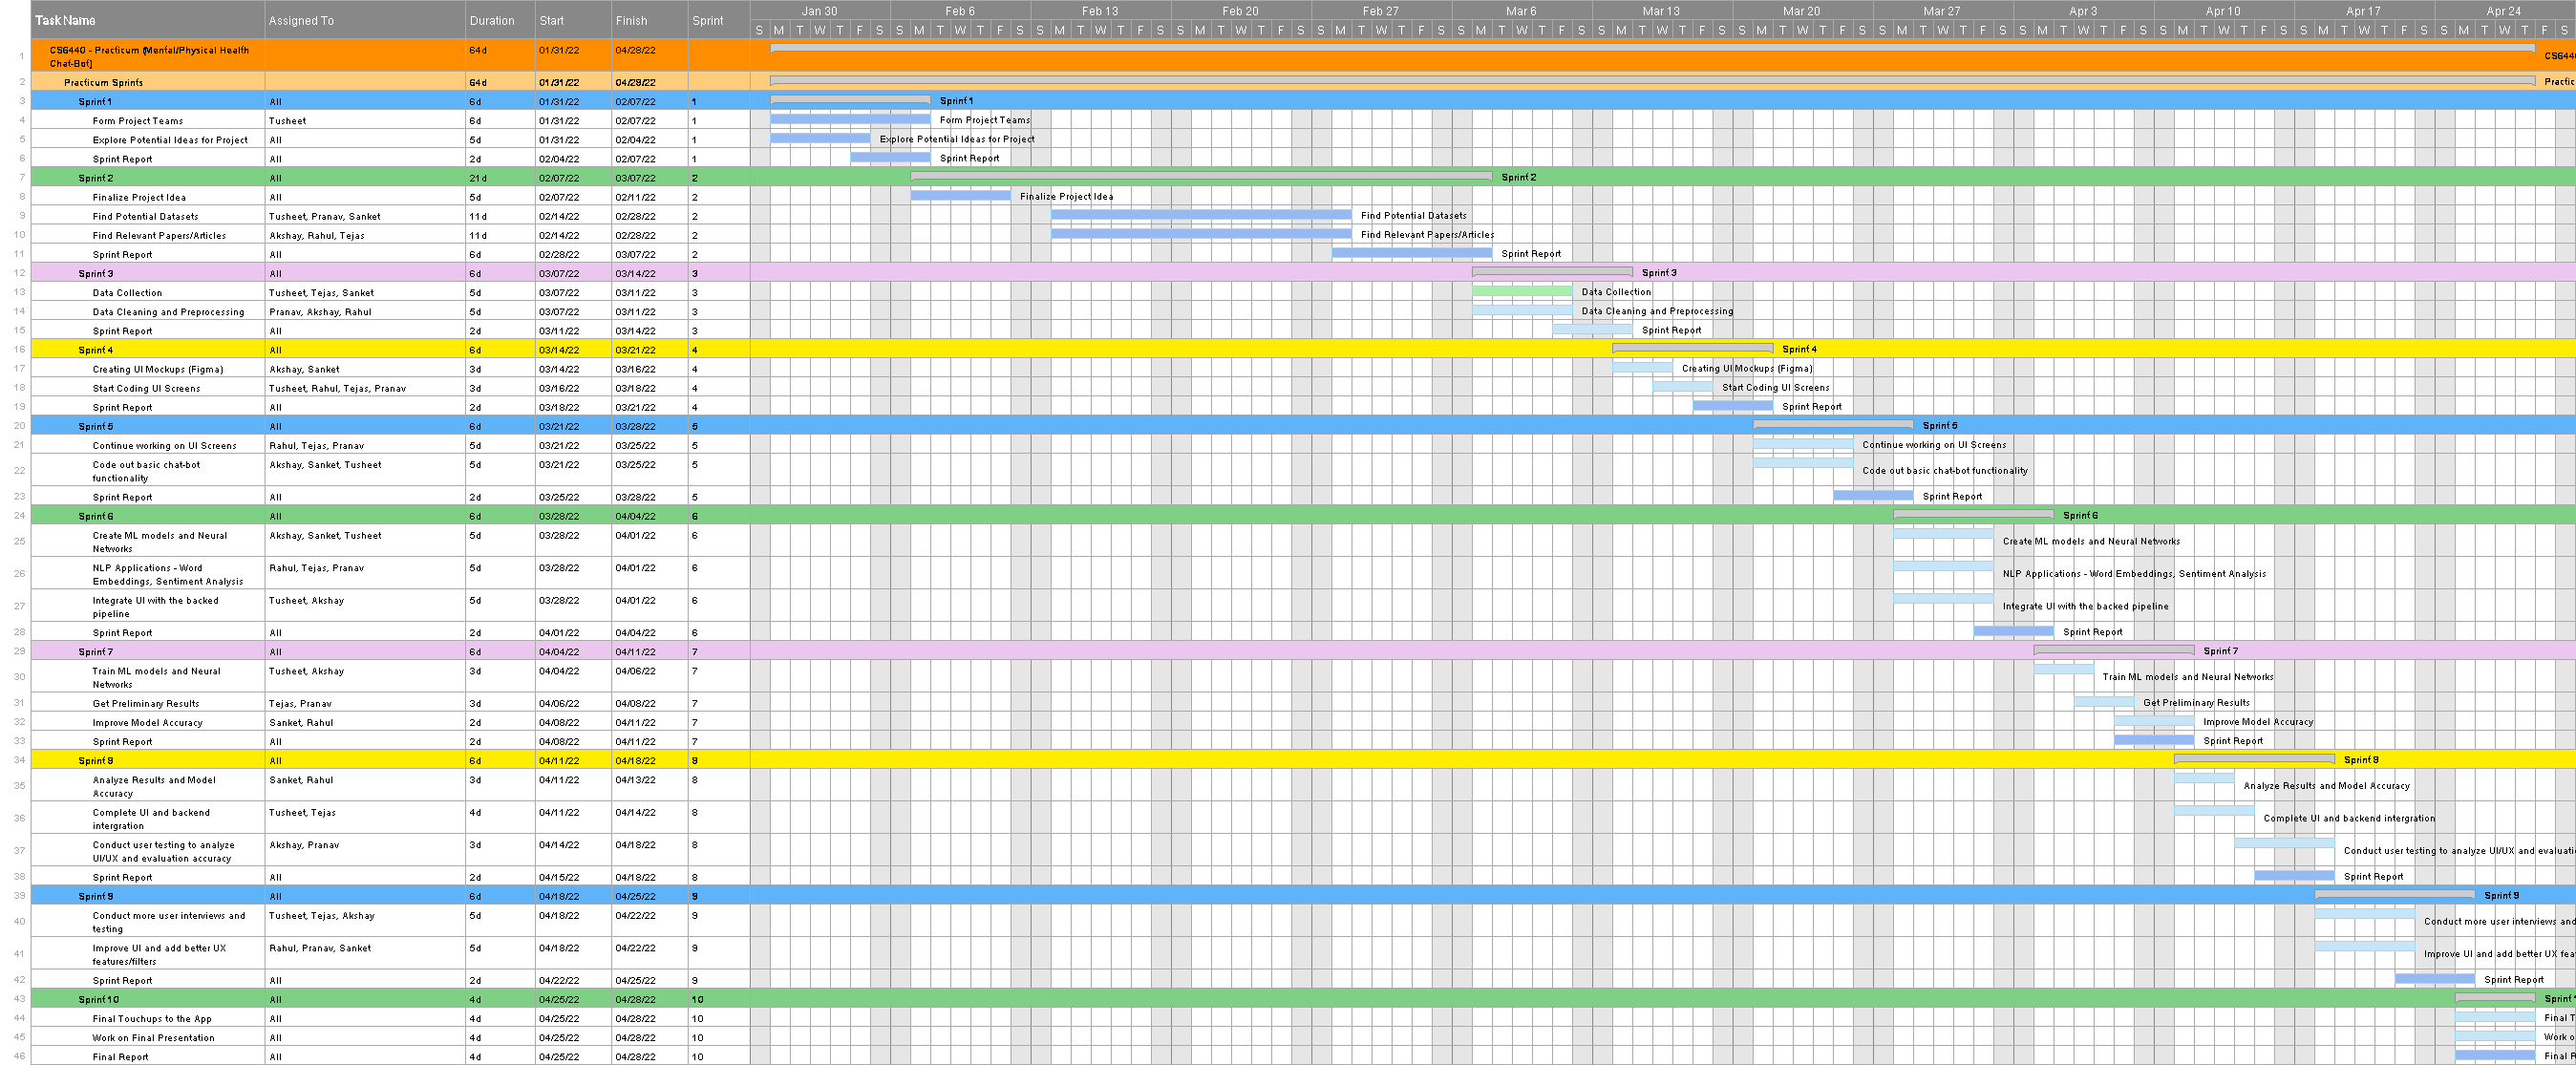 Task Name Assigned To Duration Start Finish Sprint Jan 30 Feb 6 Feb 13 Feb 20 Feb 27 Mar 6 Mar 13 Mar 20 Mar 27 Apr 3 Apr 10 Apr 17 Apr 24
S M T W T F S S M T W T F S S M T W T F S S M T W T F S S M T W T F S S M T W T F S S M T W T F S S M T W T F S S M T W T F S S M T W T F S S M T W T F S S M T W T F S S M T W T F S
1 CS6440 - Practicum (Mental/Physical Health 64d 01/31/22 04/28/22
Chat-Bot) CS644
2 Practicum Sprints 64d 01/31/22 04/28/22 Practic
3 Sprint 1 All 6d 01/31/22 02/07/22 1 Sprint 1
4 Form Project Teams Tusheet 6d 01/31/22 02/07/22 1 Form Project Teams
5 Explore Potential Ideas for Project All 5d 01/31/22 02/04/22 1 Explore Potential Ideas for Project
6 Sprint Report All 2d 02/04/22 02/07/22 1 Sprint Report
7 Sprint 2 All 21d 02/07/22 03/07/22 2 Sprint 2
8 Finalize Project Idea All 5d 02/07/22 02/11/22 2 Finalize Project Idea
9 Find Potential Datasets Tusheet, Pranav, Sanket 11d 02/14/22 02/28/22 2 Find Potential Datasets
10 Find Relevant Papers/Articles Akshay, Rahul, Tejas 11d 02/14/22 02/28/22 2 Find Relevant Papers/Articles
11 Sprint Report All 6d 02/28/22 03/07/22 2 Sprint Report
12 Sprint 3 All 6d 03/07/22 03/14/22 3 Sprint 3
13 Data Collection Tusheet, Tejas, Sanket 5d 03/07/22 03/11/22 3 Data Collection
14 Data Cleaning and Preprocessing Pranav, Akshay, Rahul 5d 03/07/22 03/11/22 3 Data Cleaning and Preprocessing
15 Sprint Report All 2d 03/11/22 03/14/22 3 Sprint Report
16 Sprint 4 All 6d 03/14/22 03/21/22 4 Sprint 4
17 Creating UI Mockups (Figma) Akshay, Sanket 3d 03/14/22 03/16/22 4 Creating UI Mockups (Figma)
18 Start Coding UI Screens Tusheet, Rahul, Tejas, Pranav 3d 03/16/22 03/18/22 4 Start Coding UI Screens
19 Sprint Report All 2d 03/18/22 03/21/22 4 Sprint Report
20 Sprint 5 All 6d 03/21/22 03/28/22 5 Sprint 5
21 Continue working on UI Screens Rahul, Tejas, Pranav 5d 03/21/22 03/25/22 5 Continue working on UI Screens
22 Code out basic chat-bot Akshay, Sanket, Tusheet 5d 03/21/22 03/25/22 5 Code out basic chat-bot functionality
functionality
23 Sprint Report All 2d 03/25/22 03/28/22 5 Sprint Report
24 Sprint 6 All 6d 03/28/22 04/04/22 6 Sprint 6
25 Create ML models and Neural Akshay, Sanket, Tusheet 5d 03/28/22 04/01/22 6 Create ML models and Neural Networks
Networks
26 NLP Applications - Word Rahul, Tejas, Pranav 5d 03/28/22 04/01/22 6 NLP Applications - Word Embeddings, Sentiment Analysis
Embeddings, Sentiment Analysis
27 Integrate UI with the backed Tusheet, Akshay 5d 03/28/22 04/01/22 6 Integrate UI with the backed pipeline
pipeline
28 Sprint Report All 2d 04/01/22 04/04/22 6 Sprint Report
29 Sprint 7 All 6d 04/04/22 04/11/22 7 Sprint 7
30 Train ML models and Neural Tusheet, Akshay 3d 04/04/22 04/06/22 7 Train ML models and Neural Networks
Networks
31 Get Preliminary Results Tejas, Pranav 3d 04/06/22 04/08/22 7 Get Preliminary Results
32 Improve Model Accuracy Sanket, Rahul 2d 04/08/22 04/11/22 7 Improve Model Accuracy
33 Sprint Report All 2d 04/08/22 04/11/22 7 Sprint Report
34 Sprint 8 All 6d 04/11/22 04/18/22 8 Sprint 8
35 Analyze Results and Model Sanket, Rahul 3d 04/11/22 04/13/22 8 Analyze Results and Model Accuracy
Accuracy
36 Complete UI and backend Tusheet, Tejas 4d 04/11/22 04/14/22 8 Complete UI and backend intergration
intergration
37 Conduct user testing to analyze Akshay, Pranav 3d 04/14/22 04/18/22 8 Conduct user testing to analyze UI/UX and evaluati
UI/UX and evaluation accuracy
38 Sprint Report All 2d 04/15/22 04/18/22 8 Sprint Report
39 Sprint 9 All 6d 04/18/22 04/25/22 9 Sprint 9
40 Conduct more user interviews and Tusheet, Tejas, Akshay 5d 04/18/22 04/22/22 9 Conduct more user interviews and
testing
41 Improve UI and add better UX Rahul, Pranav, Sanket 5d 04/18/22 04/22/22 9 Improve UI and add better UX fea
features/filters
42 Sprint Report All 2d 04/22/22 04/25/22 9 Sprint Report
43 Sprint 10 All 4d 04/25/22 04/28/22 10 Sprint 1
44 Final Touchups to the App All 4d 04/25/22 04/28/22 10 Final T
45 Work on Final Presentation All 4d 04/25/22 04/28/22 10 Work o
46 Final Report All 4d 04/25/22 04/28/22 10 Final R